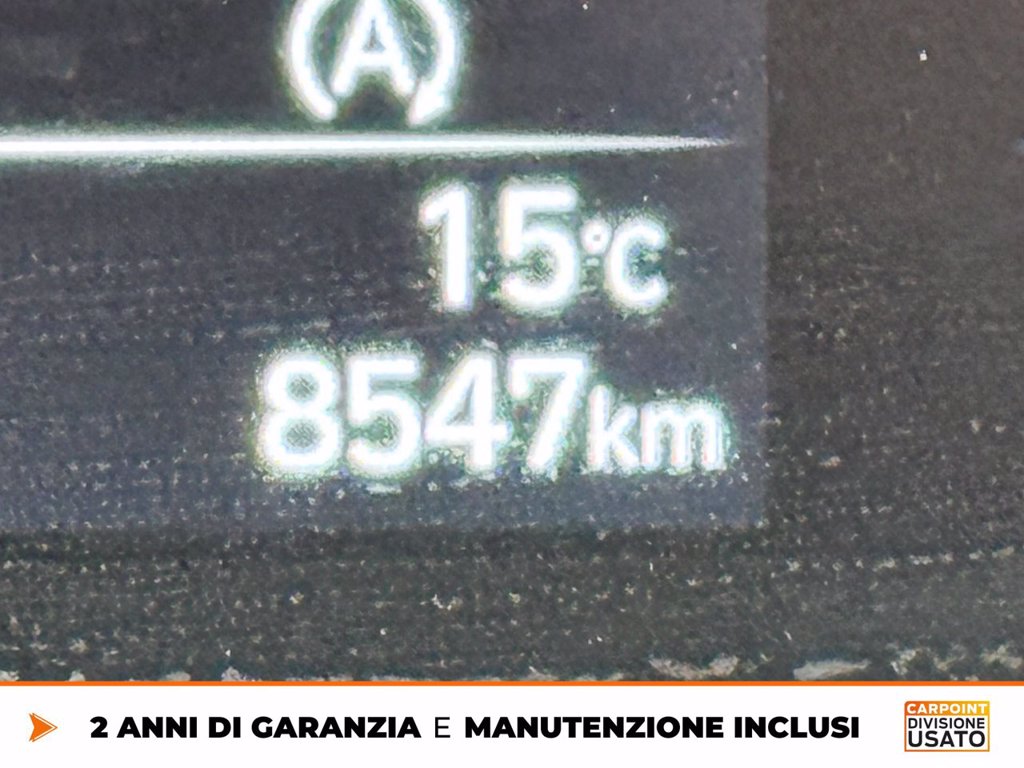 A
15°C
8547km
2 ANNI DI GARANZIA E MANUTENZIONE INCLUSI
CARPOINT
DIVISIONE
USATO